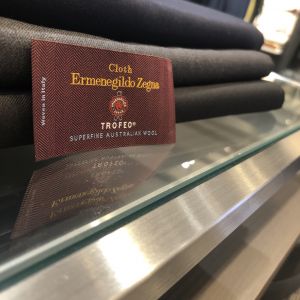 Cloth
Ermenegildo Zegna
TROFEO®
SUPERFINE AUSTRALIAN WOOL
Woven in Italy